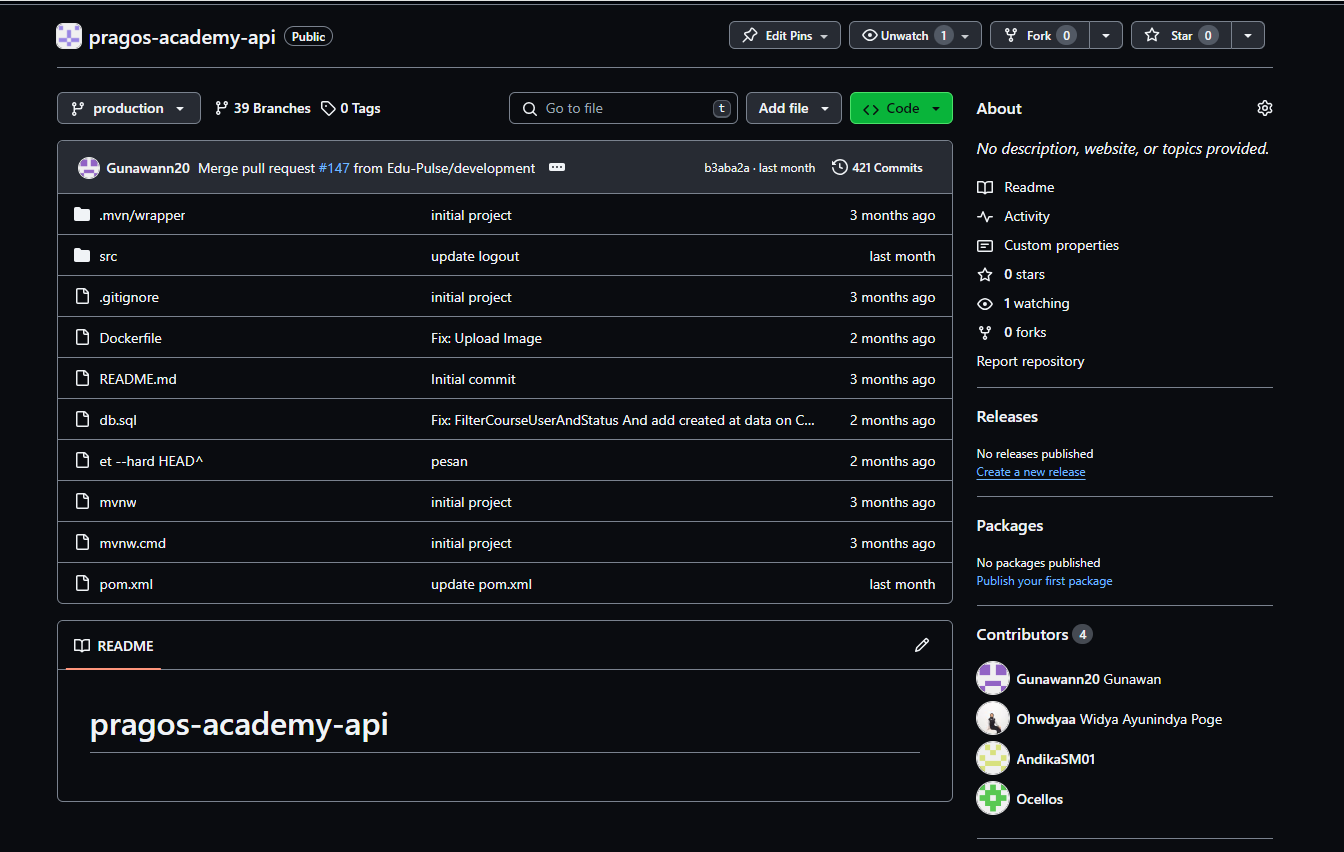 pragos-academy-api Public Edit Pins Unwatch 1 Fork 0 Star 0
production 39 Branches 0 Tags Go to file t Add file <> Code
Gunawann20 Merge pull request #147 from Edu-Pulse/development b3aba2a · last month 421 Commits
.mvn/wrapper initial project 3 months ago
src update logout last month
.gitignore initial project 3 months ago
Dockerfile Fix: Upload Image 2 months ago
README.md Initial commit 3 months ago
db.sql Fix: FilterCourseUserAndStatus And add created at data on C... 2 months ago
et --hard HEAD^ pesan 2 months ago
mvnw initial project 3 months ago
mvnw.cmd initial project 3 months ago
pom.xml update pom.xml last month
README
pragos-academy-api
About
No description, website, or topics provided.
Readme
Activity
Custom properties
0 stars
1 watching
0 forks
Report repository
Releases
No releases published
Create a new release
Packages
No packages published
Publish your first package
Contributors 4
Gunawann20 Gunawan
Ohwdyaa Widya Ayunindya Poge
AndikaSM01
Ocellos